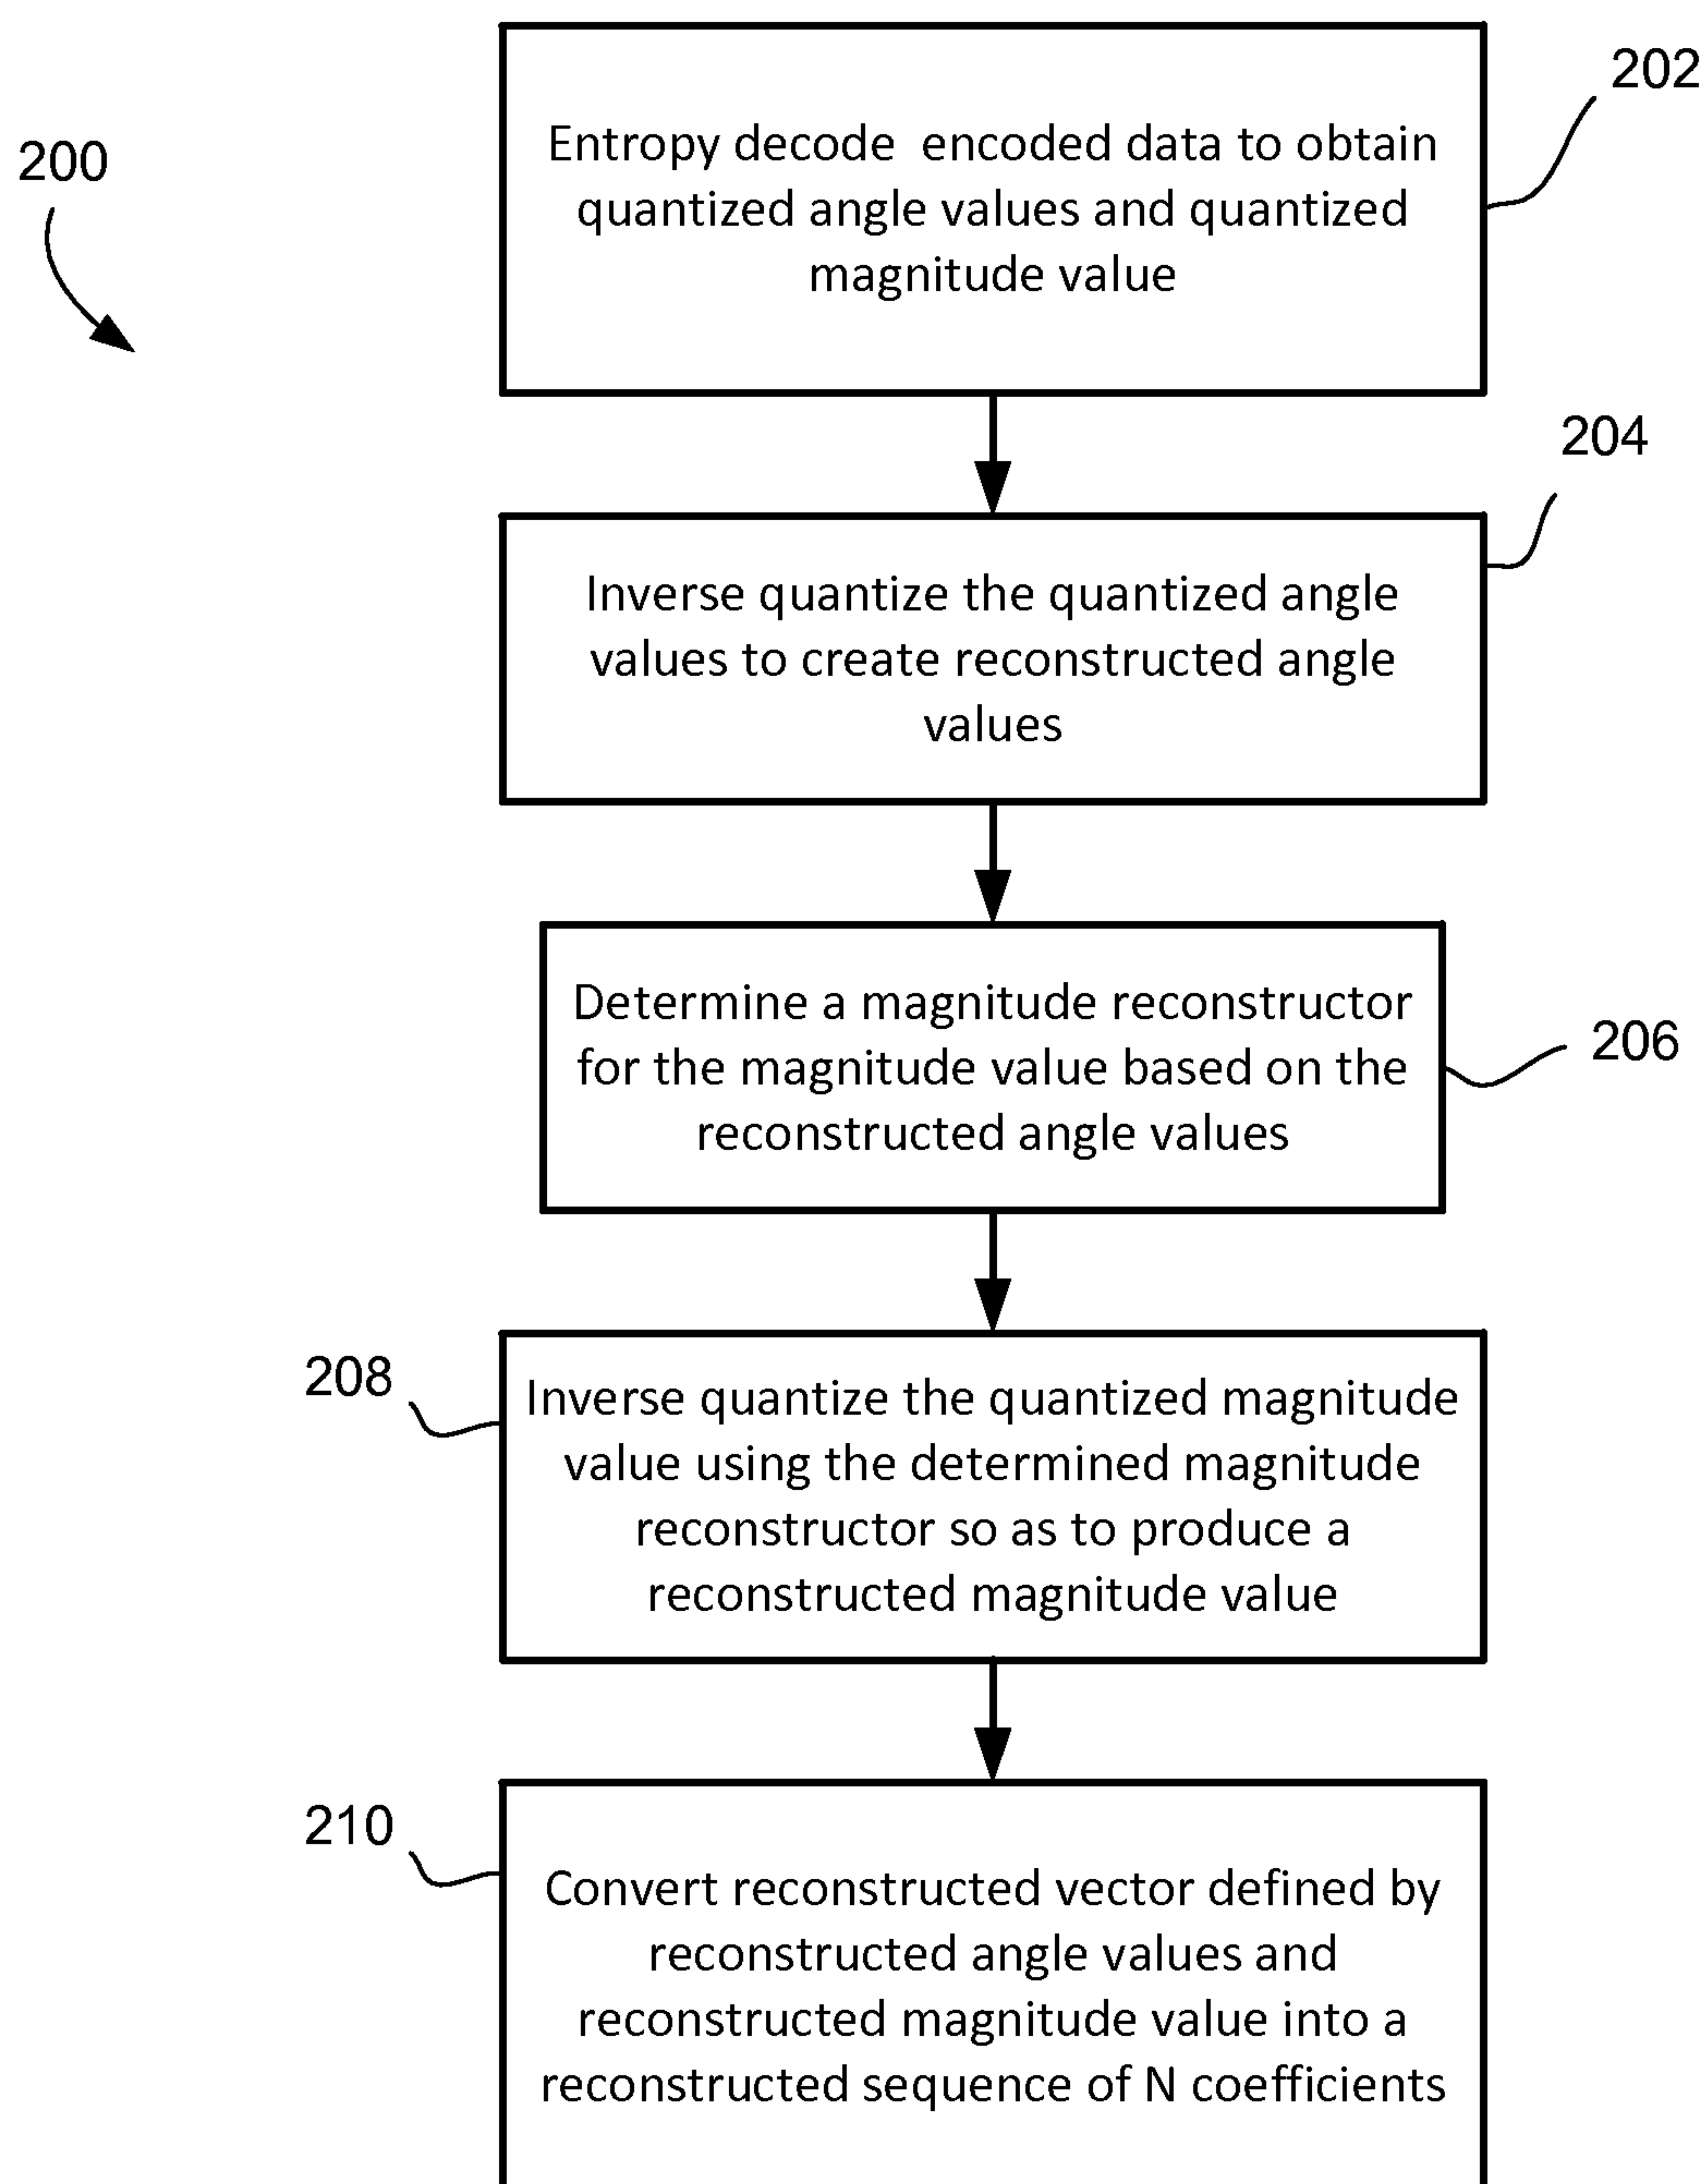 200
202
Entropy decode encoded data to obtain
quantized angle values and quantized
magnitude value
204
Inverse quantize the quantized angle
values to create reconstructed angle
values
206
Determine a magnitude reconstructor
for the magnitude value based on the
reconstructed angle values
208
Inverse quantize the quantized magnitude
value using the determined magnitude
reconstructor so as to produce a
reconstructed magnitude value
210
Convert reconstructed vector defined by
reconstructed angle values and
reconstructed magnitude value into a
reconstructed sequence of N coefficients